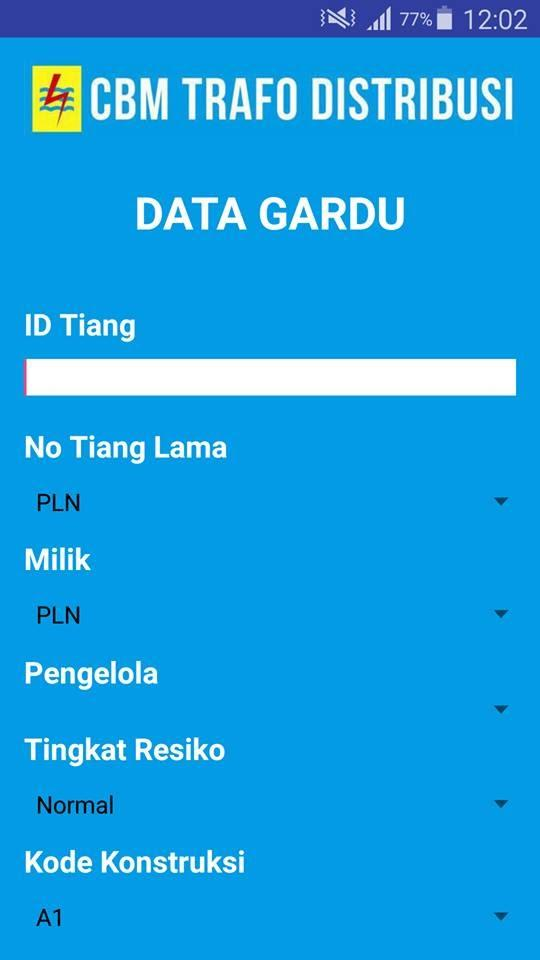 77% 12:02
CBM TRAFO DISTRIBUSI
DATA GARDU
ID Tiang
No Tiang Lama
PLN
Milik
PLN
Pengelola
Tingkat Resiko
Normal
Kode Konstruksi
A1